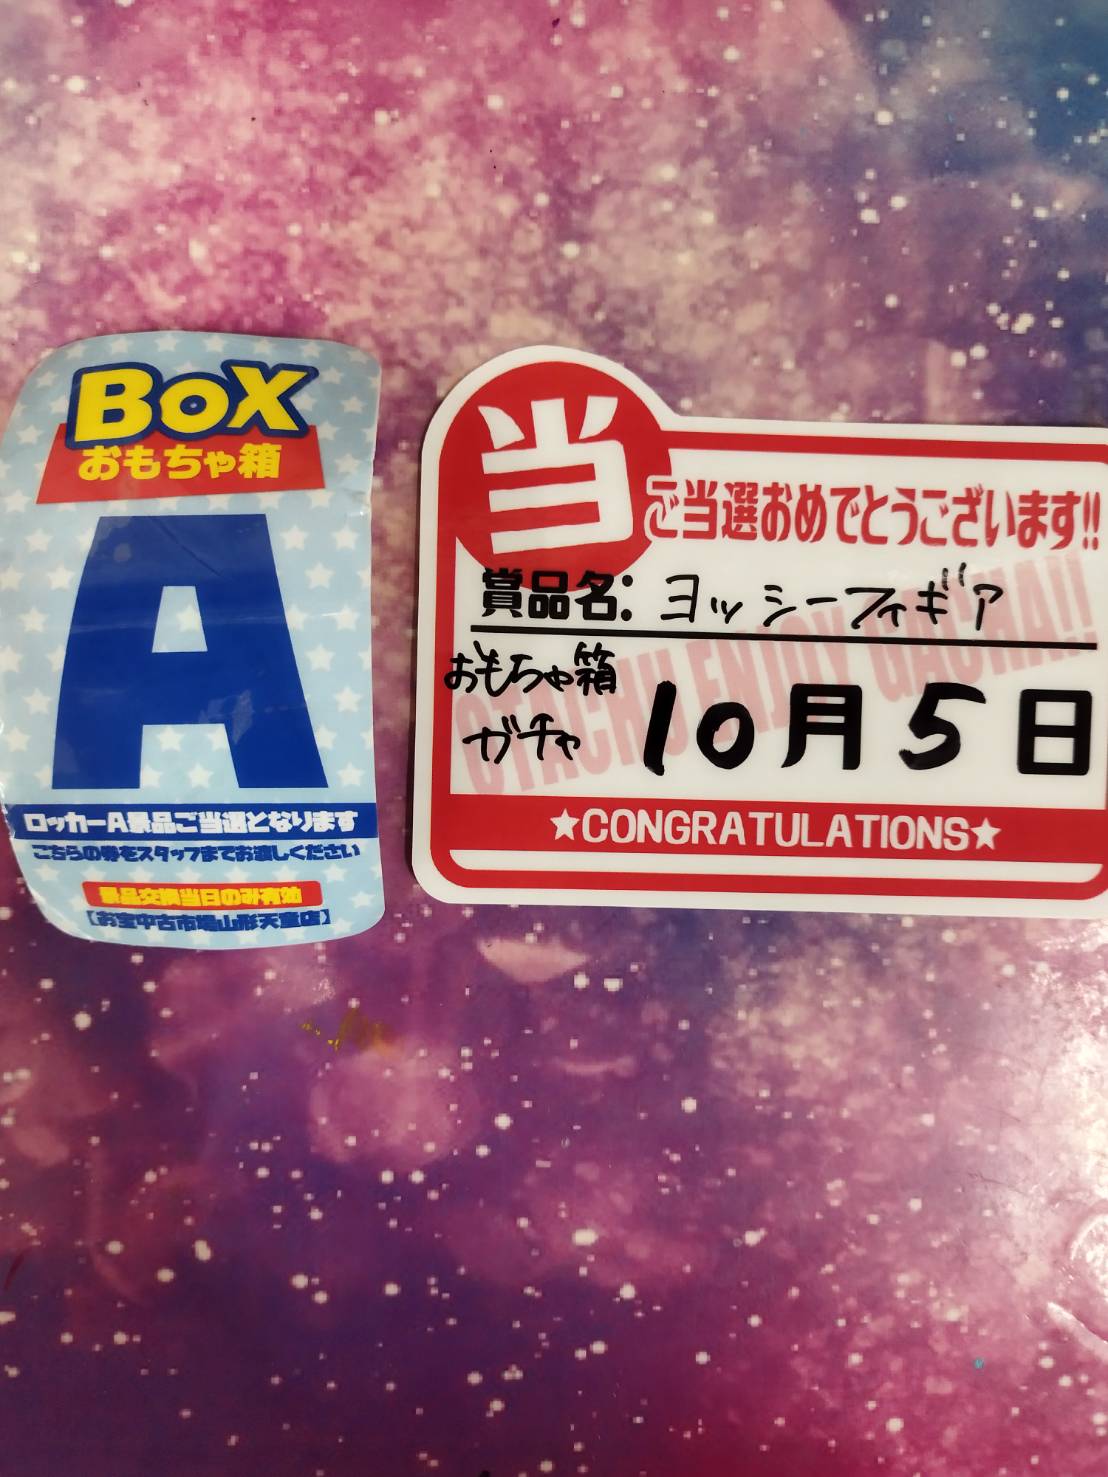 BOX
おもちゃ箱
A
ロッカーA景品ご当選となります
こちらの券をスタッフまでお渡しください
景品交換当日のみ有効
【お宝中古市場山形天童店】
当
ご当選おめでとうございます!!
賞品名: ヨッシーフィギア
おもちゃ箱
ガチャ
10月5日
OTACHU ENJOY GACHA!!
★CONGRATULATIONS★